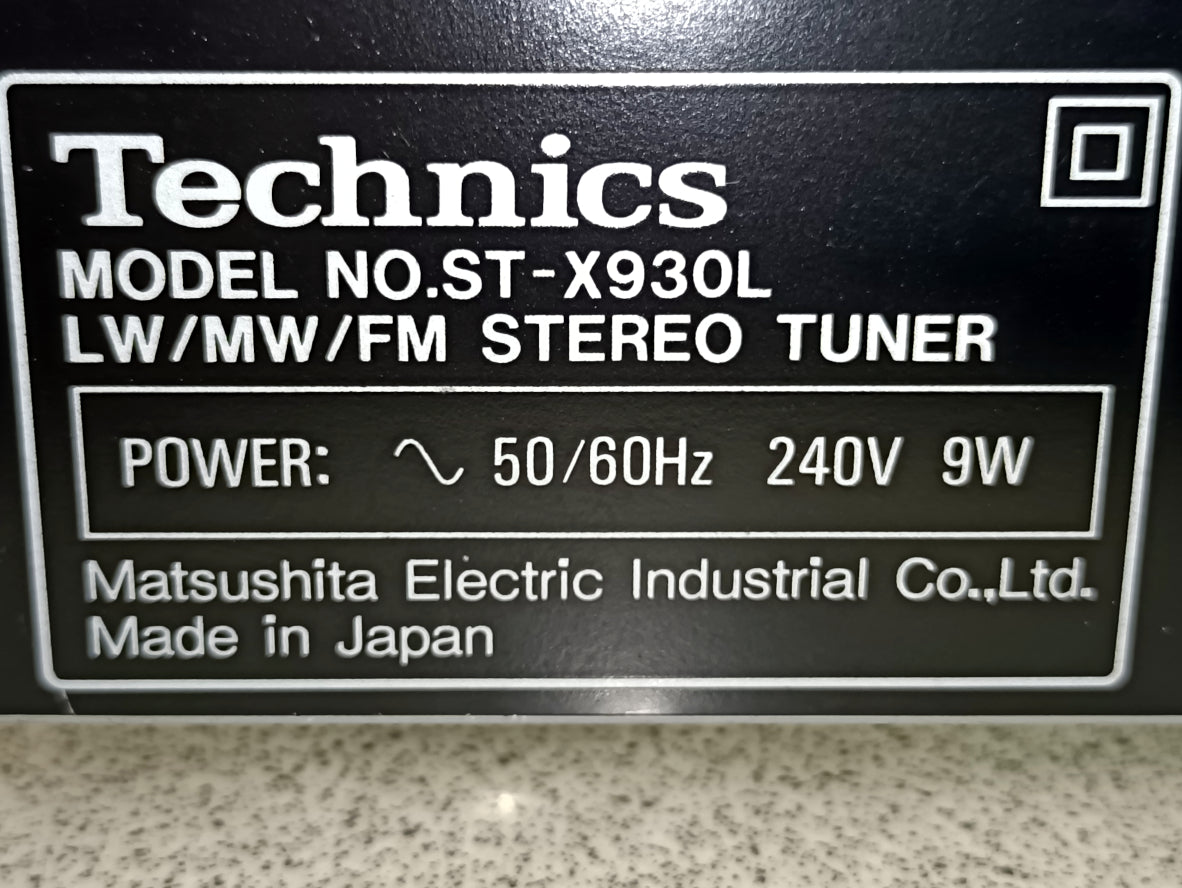 Technics
MODEL NO.ST-X930L
LW/MW/FM STEREO TUNER
POWER: ∿ 50/60Hz 240V 9W
Matsushita Electric Industrial Co.,Ltd.
Made in Japan